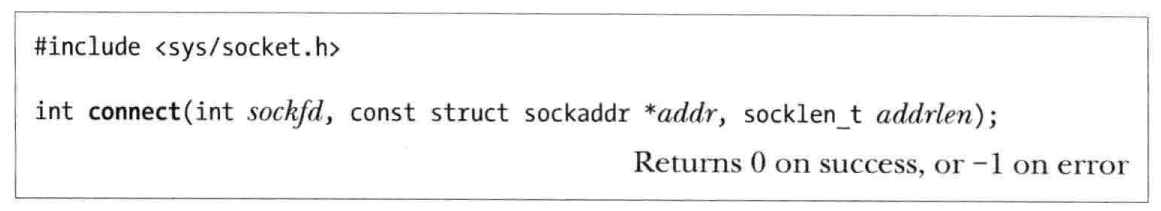 #include <sys/socket.h>
int connect(int sockfd, const struct sockaddr *addr, socklen_t addrlen);
Returns 0 on success, or −1 on error